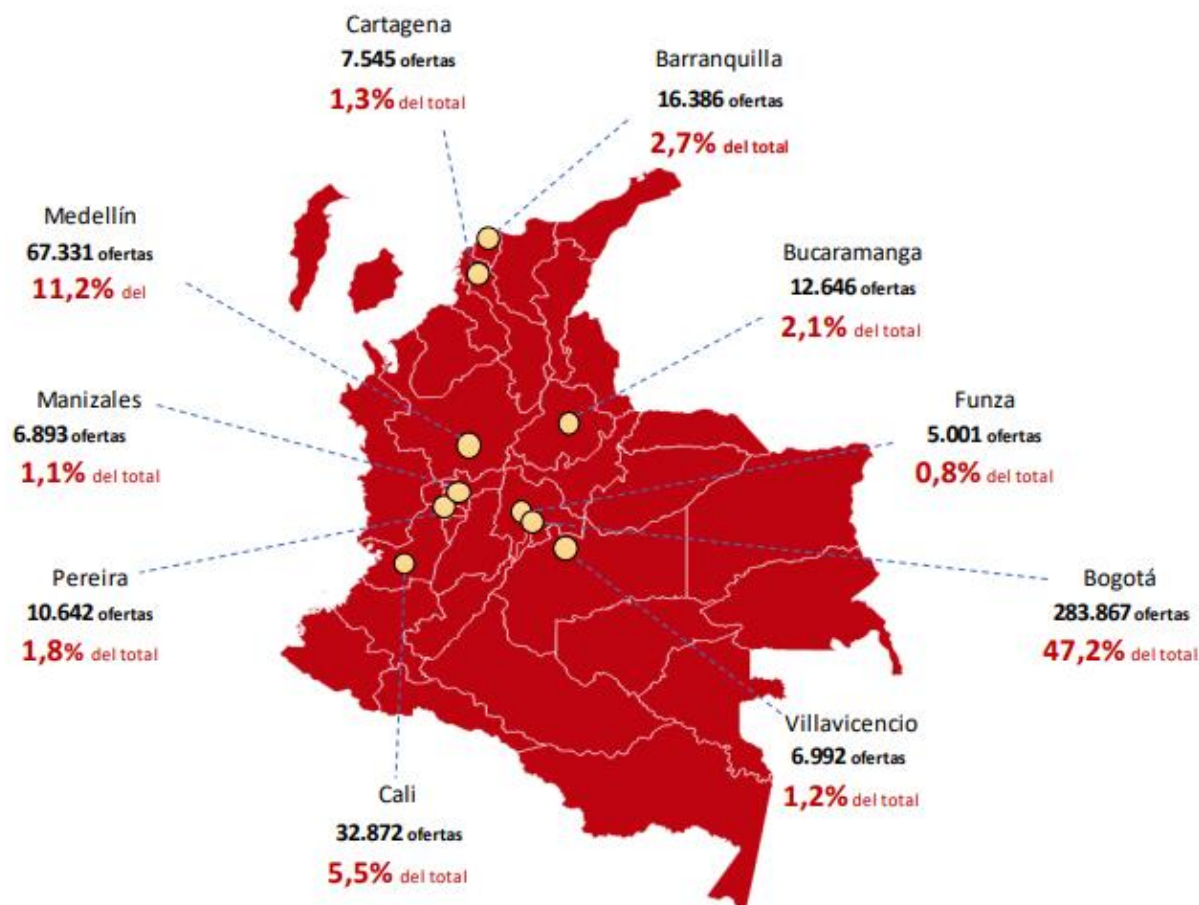 Cartagena
7.545 ofertas
1,3% del total
Barranquilla
16.386 ofertas
2,7% del total
Medellín
67.331 ofertas
11,2% del
Bucaramanga
12.646 ofertas
2,1% del total
Manizales
6.893 ofertas
1,1% del total
Funza
5.001 ofertas
0,8% del total
Pereira
10.642 ofertas
1,8% del total
Bogotá
283.867 ofertas
47,2% del total
Villavicencio
6.992 ofertas
1,2% del total
Cali
32.872 ofertas
5,5% del total